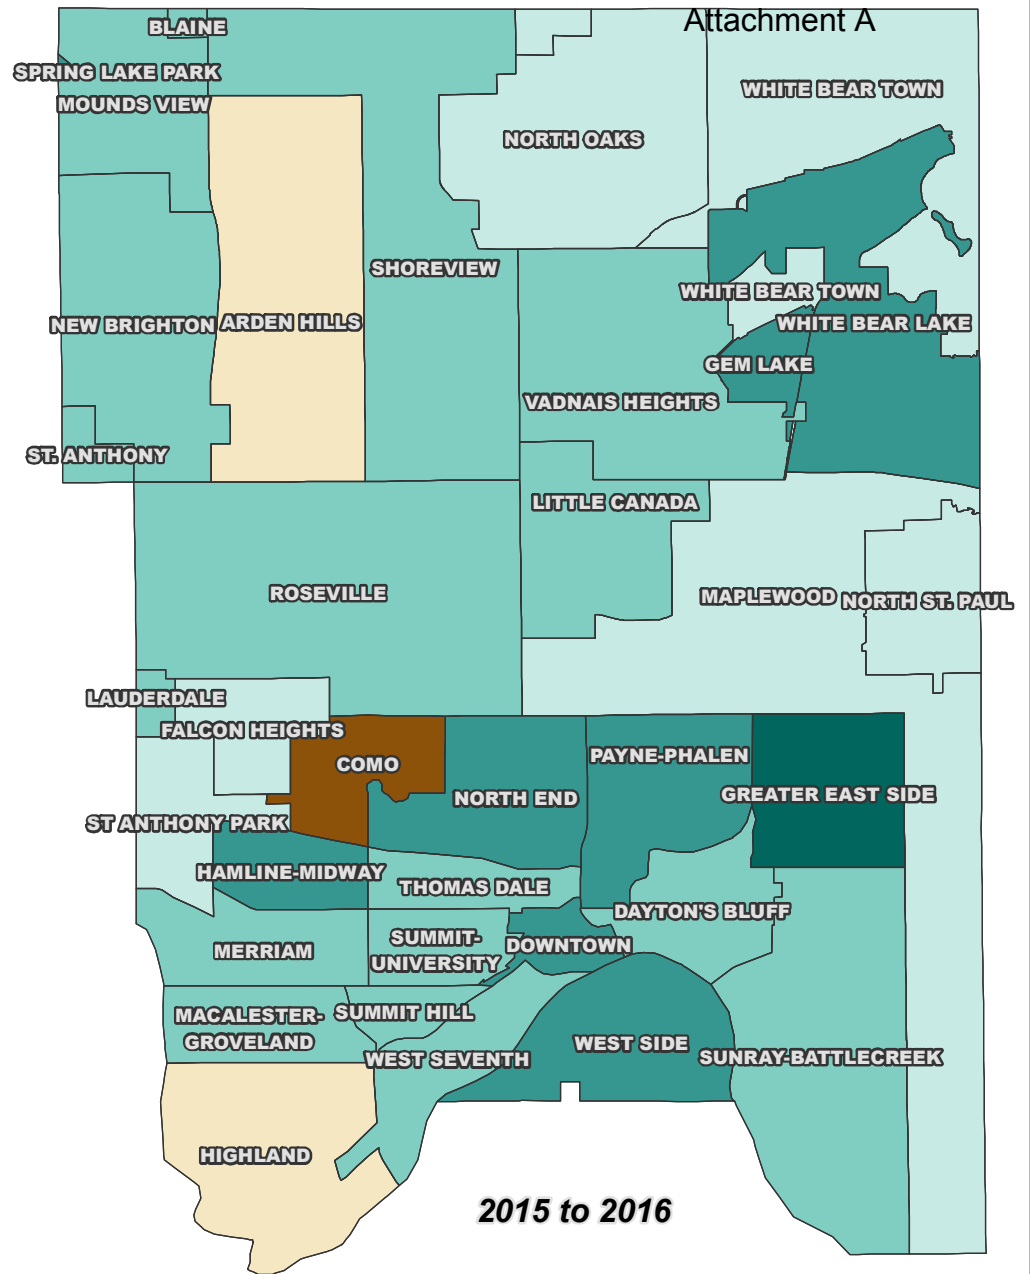 Attachment A
BLAINE
SPRING LAKE PARK
MOUNDS VIEW
WHITE BEAR TOWN
NORTH OAKS
SHOREVIEW
WHITE BEAR TOWN
NEW BRIGHTON
ARDEN HILLS
WHITE BEAR LAKE
GEM LAKE
VADNAIS HEIGHTS
ST. ANTHONY
LITTLE CANADA
ROSEVILLE
MAPLEWOOD
NORTH ST. PAUL
LAUDERDALE
FALCON HEIGHTS
COMO
PAYNE-PHALEN
NORTH END
GREATER EAST SIDE
ST ANTHONY PARK
HAMLINE-MIDWAY
THOMAS DALE
DAYTON'S BLUFF
MERRIAM
SUMMIT-
UNIVERSITY
DOWNTOWN
MACALESTER-
GROVELAND
SUMMIT HILL
WEST SEVENTH
WEST SIDE
SUNRAY-BATTLECREEK
HIGHLAND
2015 to 2016